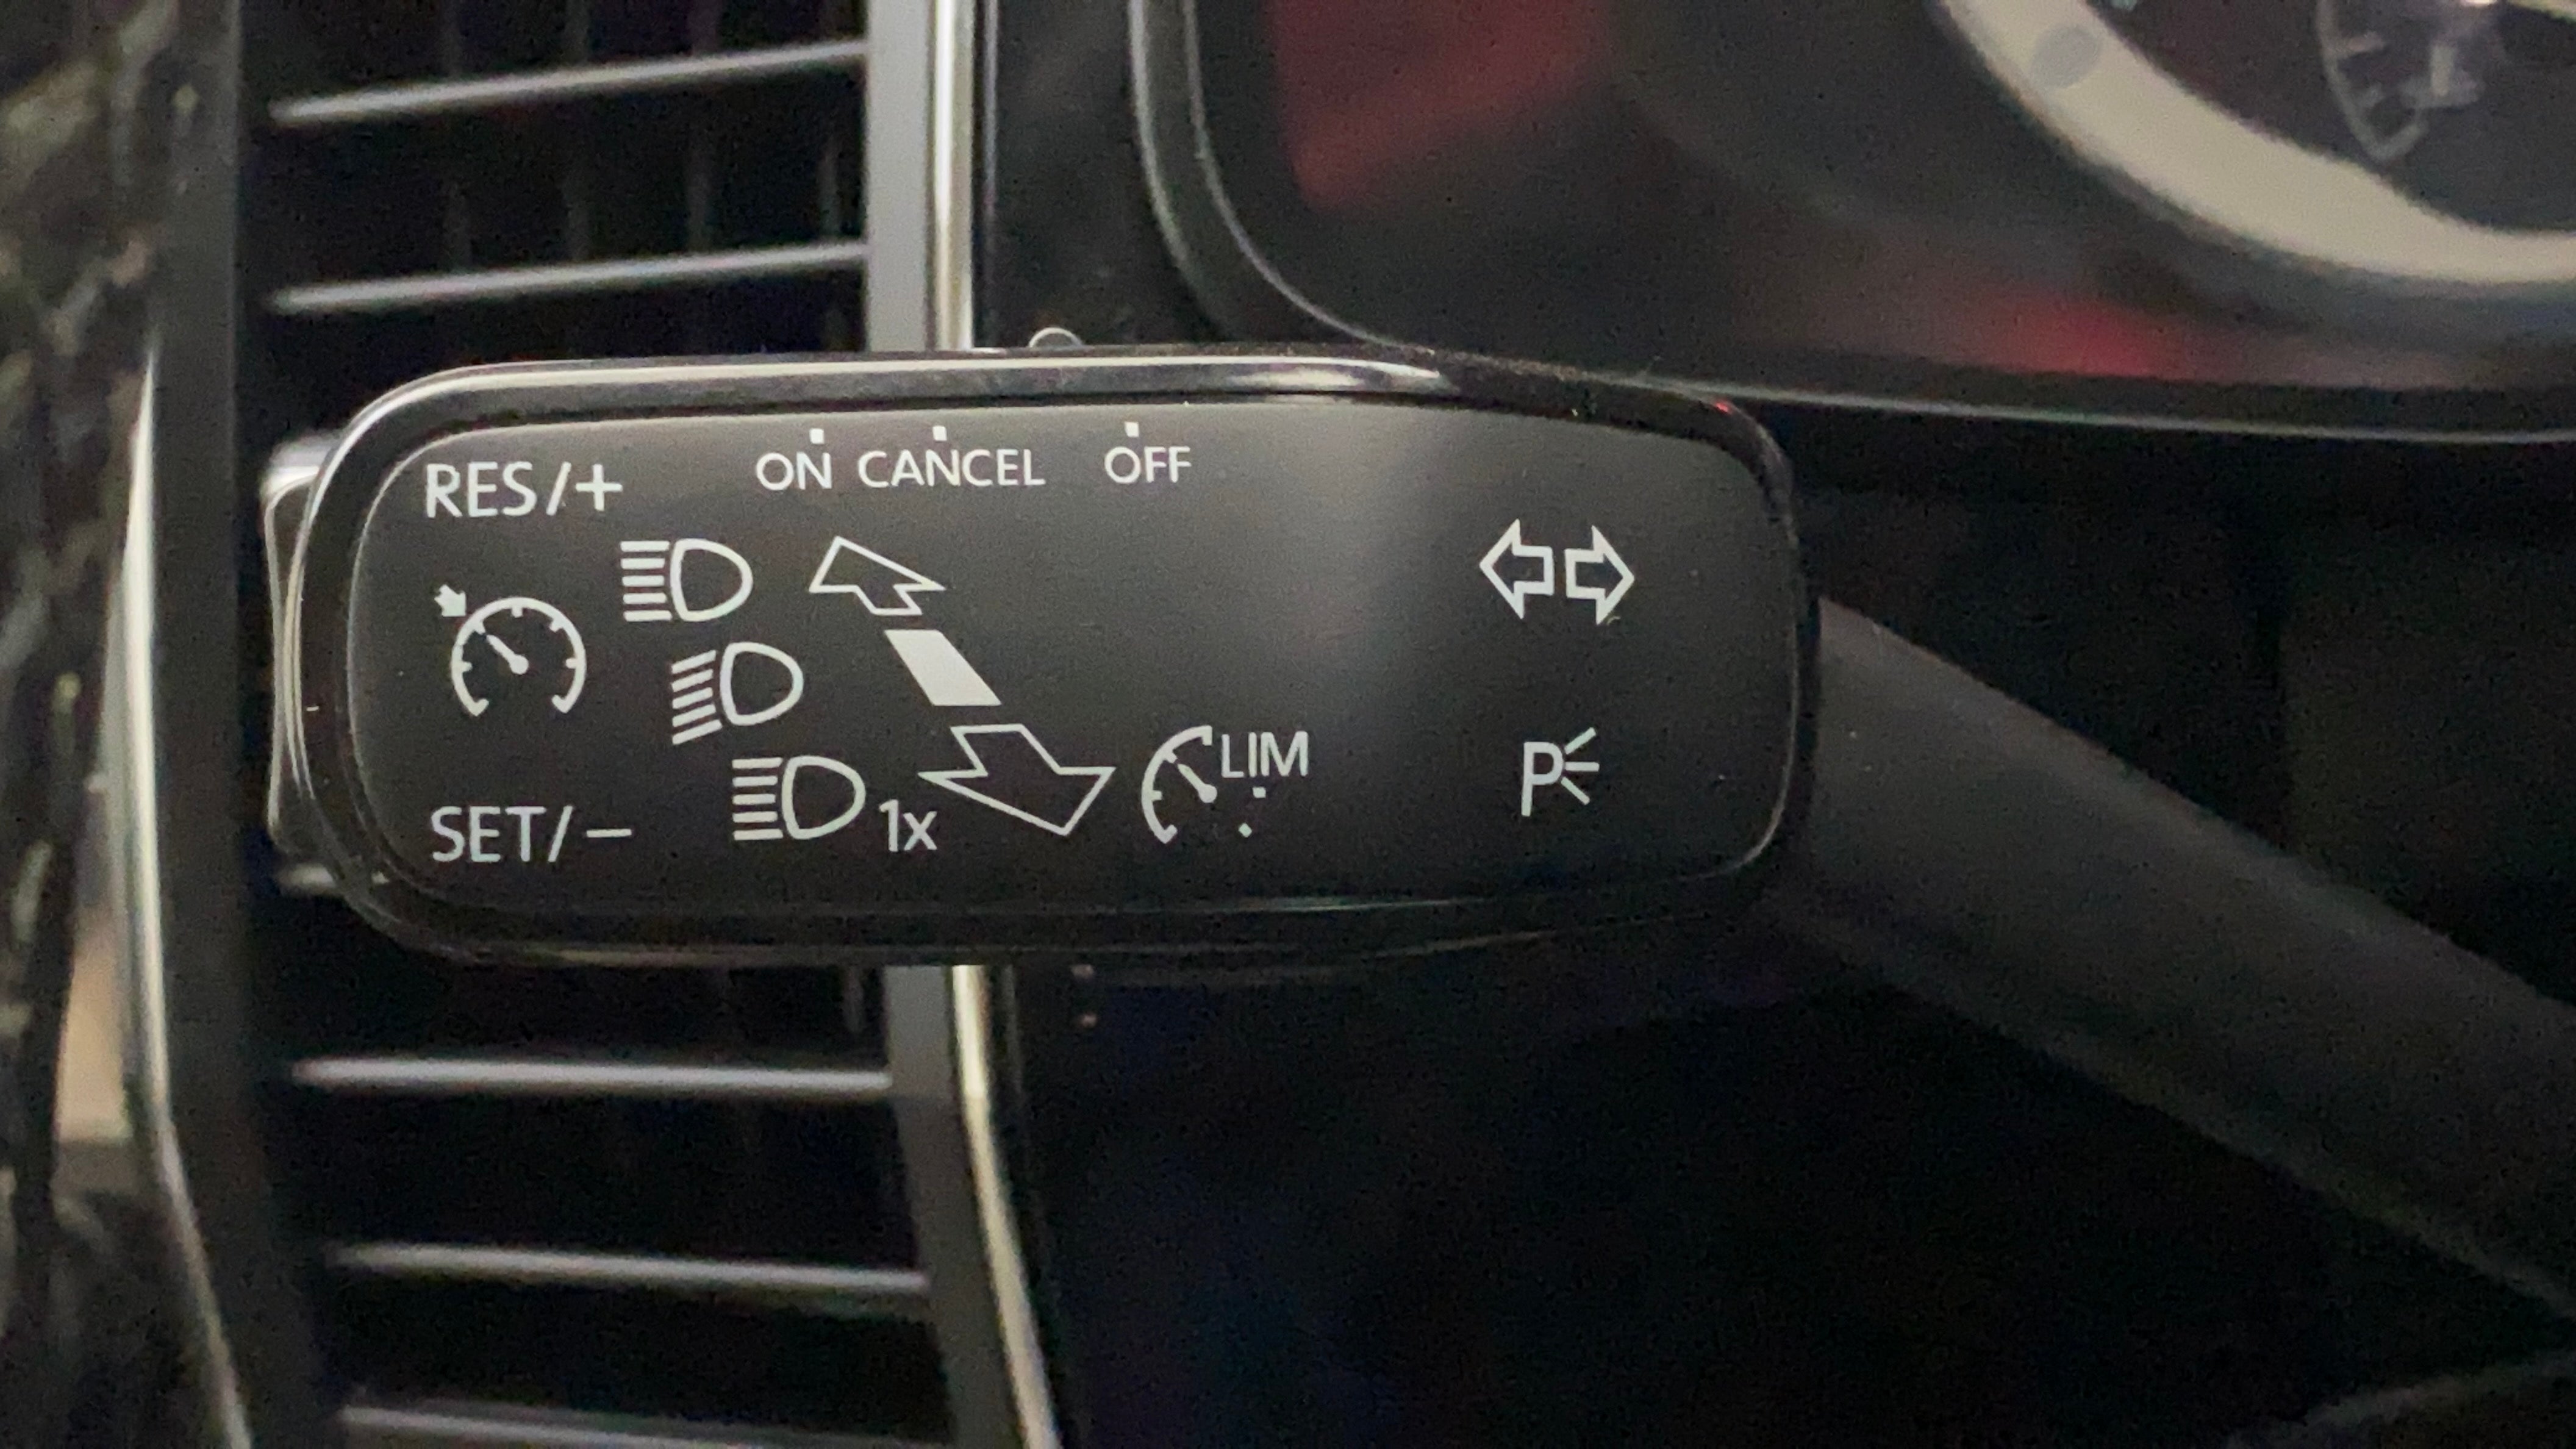 ON CANCEL OFF
RES/+
LIM
P
SET/−
1x